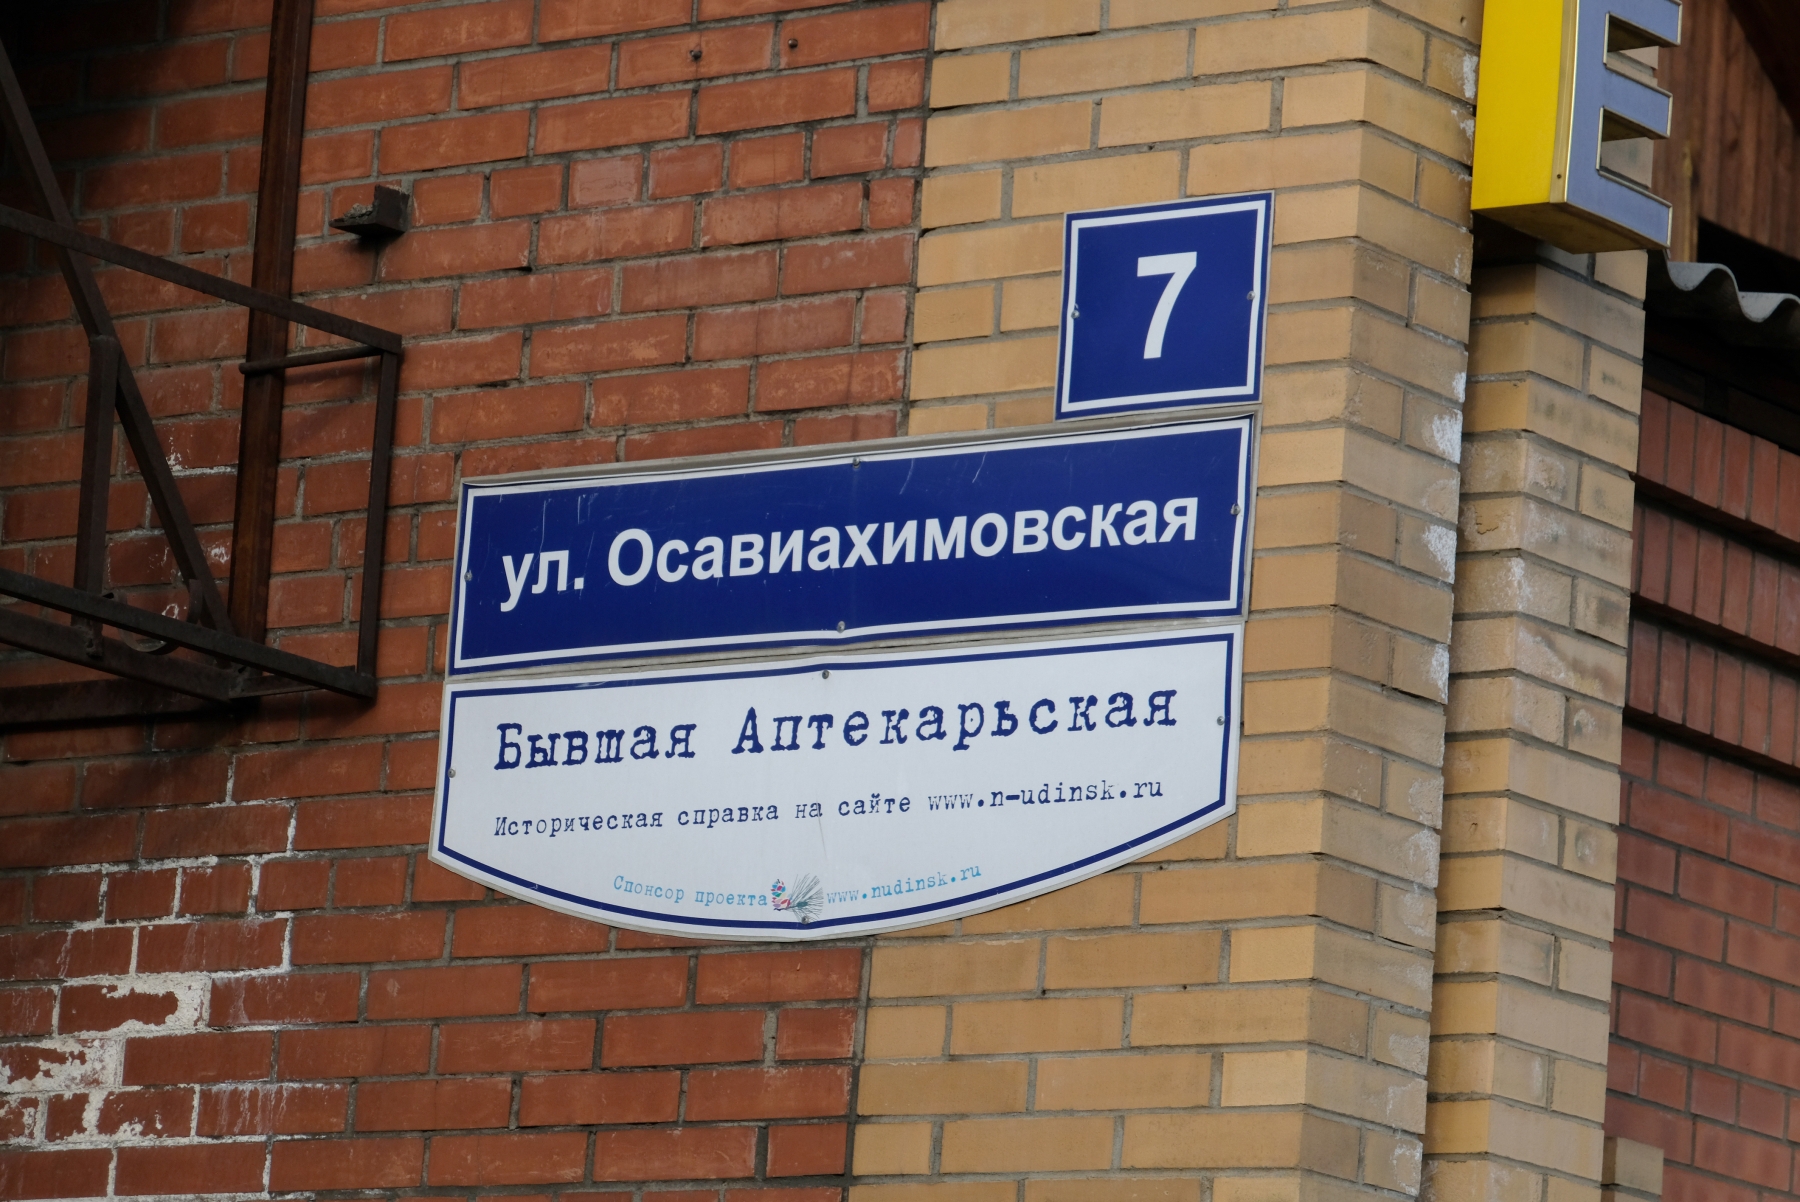 Е
7
ул. Осавиахимовская
Бывшая Аптекарьская
Историческая справка на сайте www.n-udinsk.ru
Спонсор проекта www.nudinsk.ru